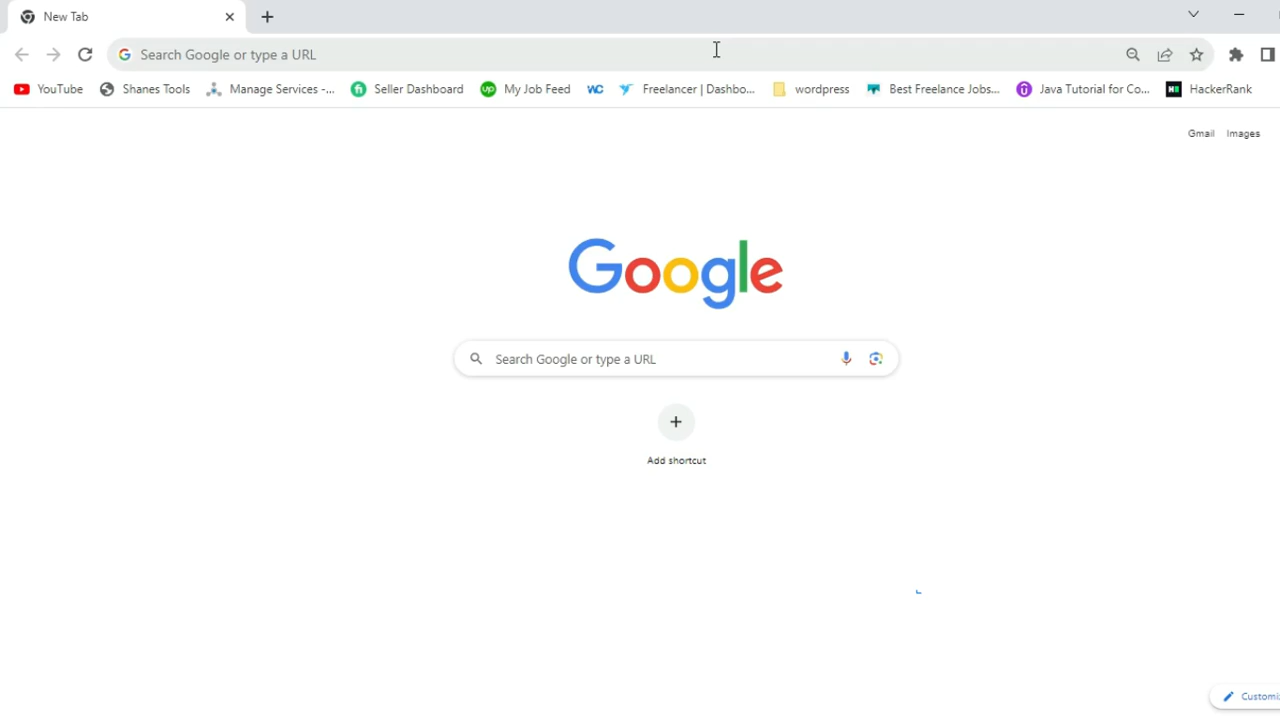 New Tab
Search Google or type a URL
YouTube Shanes Tools Manage Services -... Seller Dashboard My Job Feed WC Freelancer | Dashbo... wordpress Best Freelance Jobs... Java Tutorial for Co... HackerRank
Gmail Images
Google
Search Google or type a URL
Add shortcut